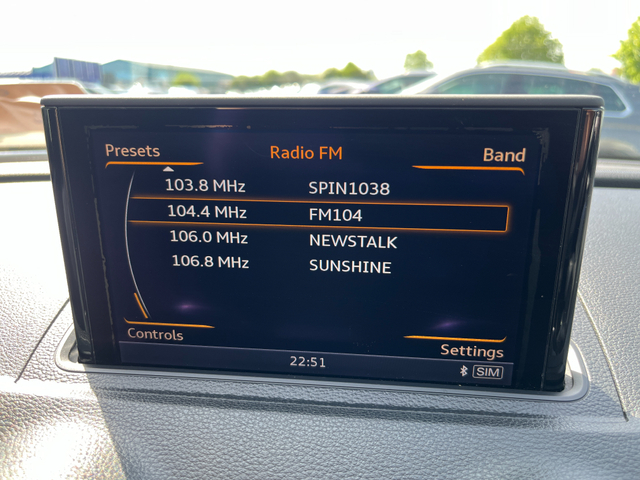 Presets Radio FM Band
103.8 MHz SPIN1038
104.4 MHz FM104
106.0 MHz NEWSTALK
106.8 MHz SUNSHINE
Controls Settings
22:51 SIM